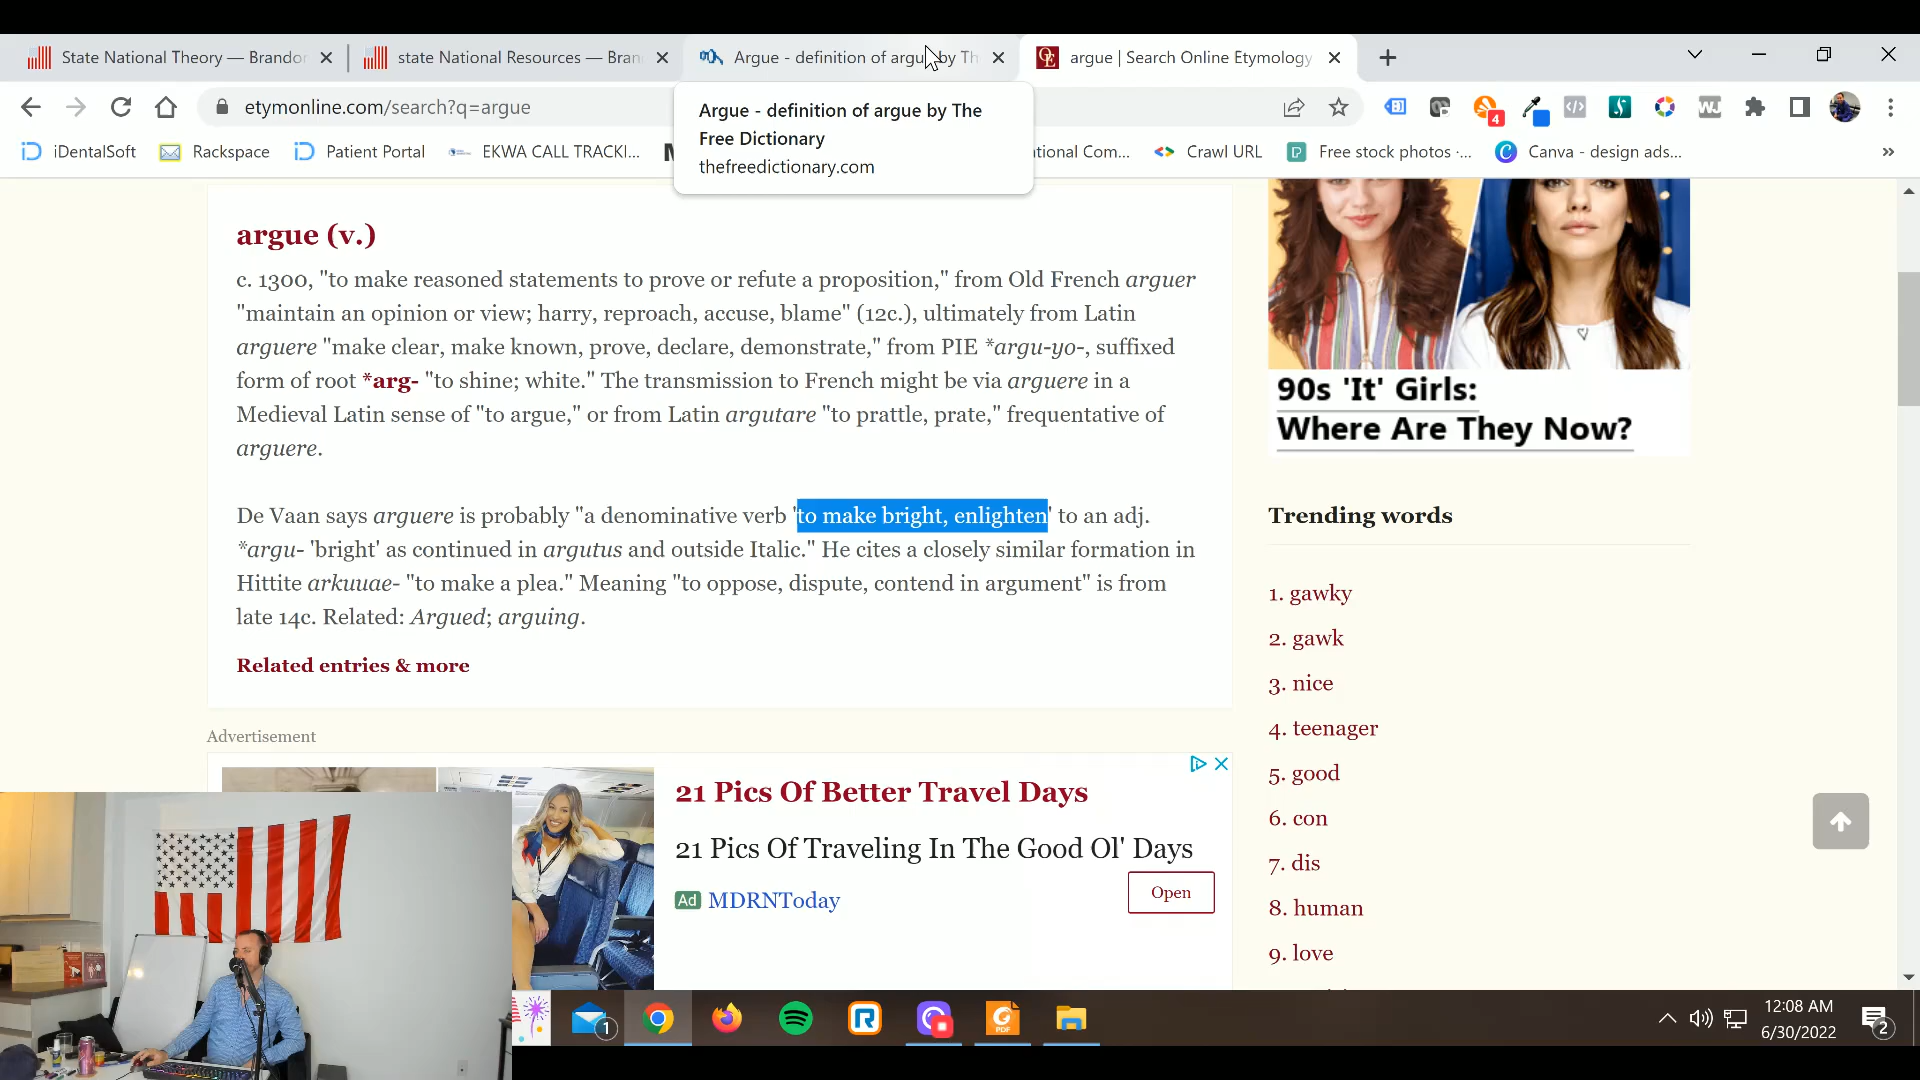 State National Theory — Brandon
state National Resources — Bran
Argue - definition of argue by Th
argue | Search Online Etymology
etymonline.com/search?q=argue
Argue - definition of argue by The
Free Dictionary
thefreedictionary.com
4
iDentalSoft
Rackspace
Patient Portal
EKWA CALL TRACKI...
tional Com...
Crawl URL
Free stock photos -...
Canva - design ads...
argue (v.)
c. 1300, "to make reasoned statements to prove or refute a proposition," from Old French arguer
"maintain an opinion or view; harry, reproach, accuse, blame" (12c.), ultimately from Latin
arguere "make clear, make known, prove, declare, demonstrate," from PIE *argu-yo-, suffixed
form of root *arg- "to shine; white." The transmission to French might be via arguere in a
Medieval Latin sense of "to argue," or from Latin argutare "to prattle, prate," frequentative of
arguere.
De Vaan says arguere is probably "a denominative verb 'to make bright, enlighten' to an adj.
*argu- 'bright' as continued in argutus and outside Italic." He cites a closely similar formation in
Hittite arkuuae- "to make a plea." Meaning "to oppose, dispute, contend in argument" is from
late 14c. Related: Argued; arguing.
Related entries & more
Advertisement
21 Pics Of Better Travel Days
21 Pics Of Traveling In The Good Ol' Days
Ad MDRNToday
Open
90s 'It' Girls:
Where Are They Now?
Trending words
1. gawky
2. gawk
3. nice
4. teenager
5. good
6. con
7. dis
8. human
9. love
1
12:08 AM
6/30/2022
2